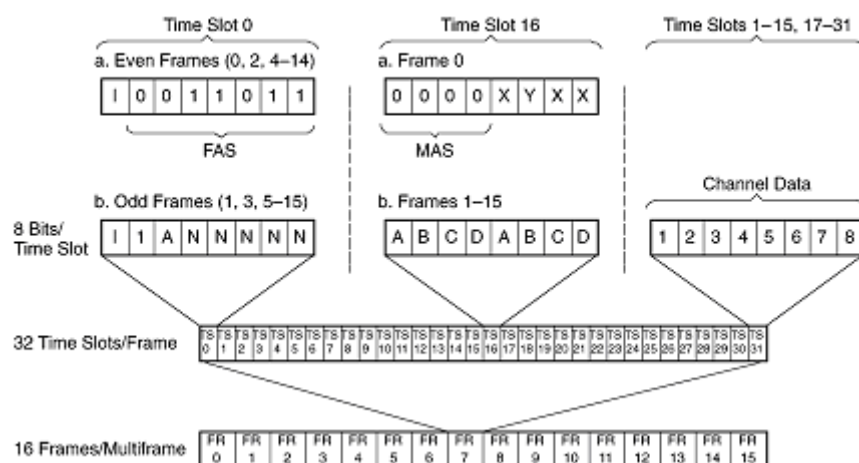 Time Slot 0
Time Slot 16
Time Slots 1–15, 17–31
a. Even Frames (0, 2, 4–14)
a. Frame 0
I 0 0 1 1 0 1 1
0 0 0 0 X Y X X
FAS
MAS
b. Odd Frames (1, 3, 5–15)
b. Frames 1–15
Channel Data
8 Bits/
Time Slot
I 1 A N N N N N
A B C D A B C D
1 2 3 4 5 6 7 8
32 Time Slots/Frame
TS TS TS TS TS TS TS TS TS TS TS TS TS TS TS TS TS TS TS TS TS TS TS TS TS TS TS TS TS TS TS TS
0 1 2 3 4 5 6 7 8 9 10 11 12 13 14 15 16 17 18 19 20 21 22 23 24 25 26 27 28 29 30 31
16 Frames/Multiframe
FR FR FR FR FR FR FR FR FR FR FR FR FR FR FR FR
0 1 2 3 4 5 6 7 8 9 10 11 12 13 14 15